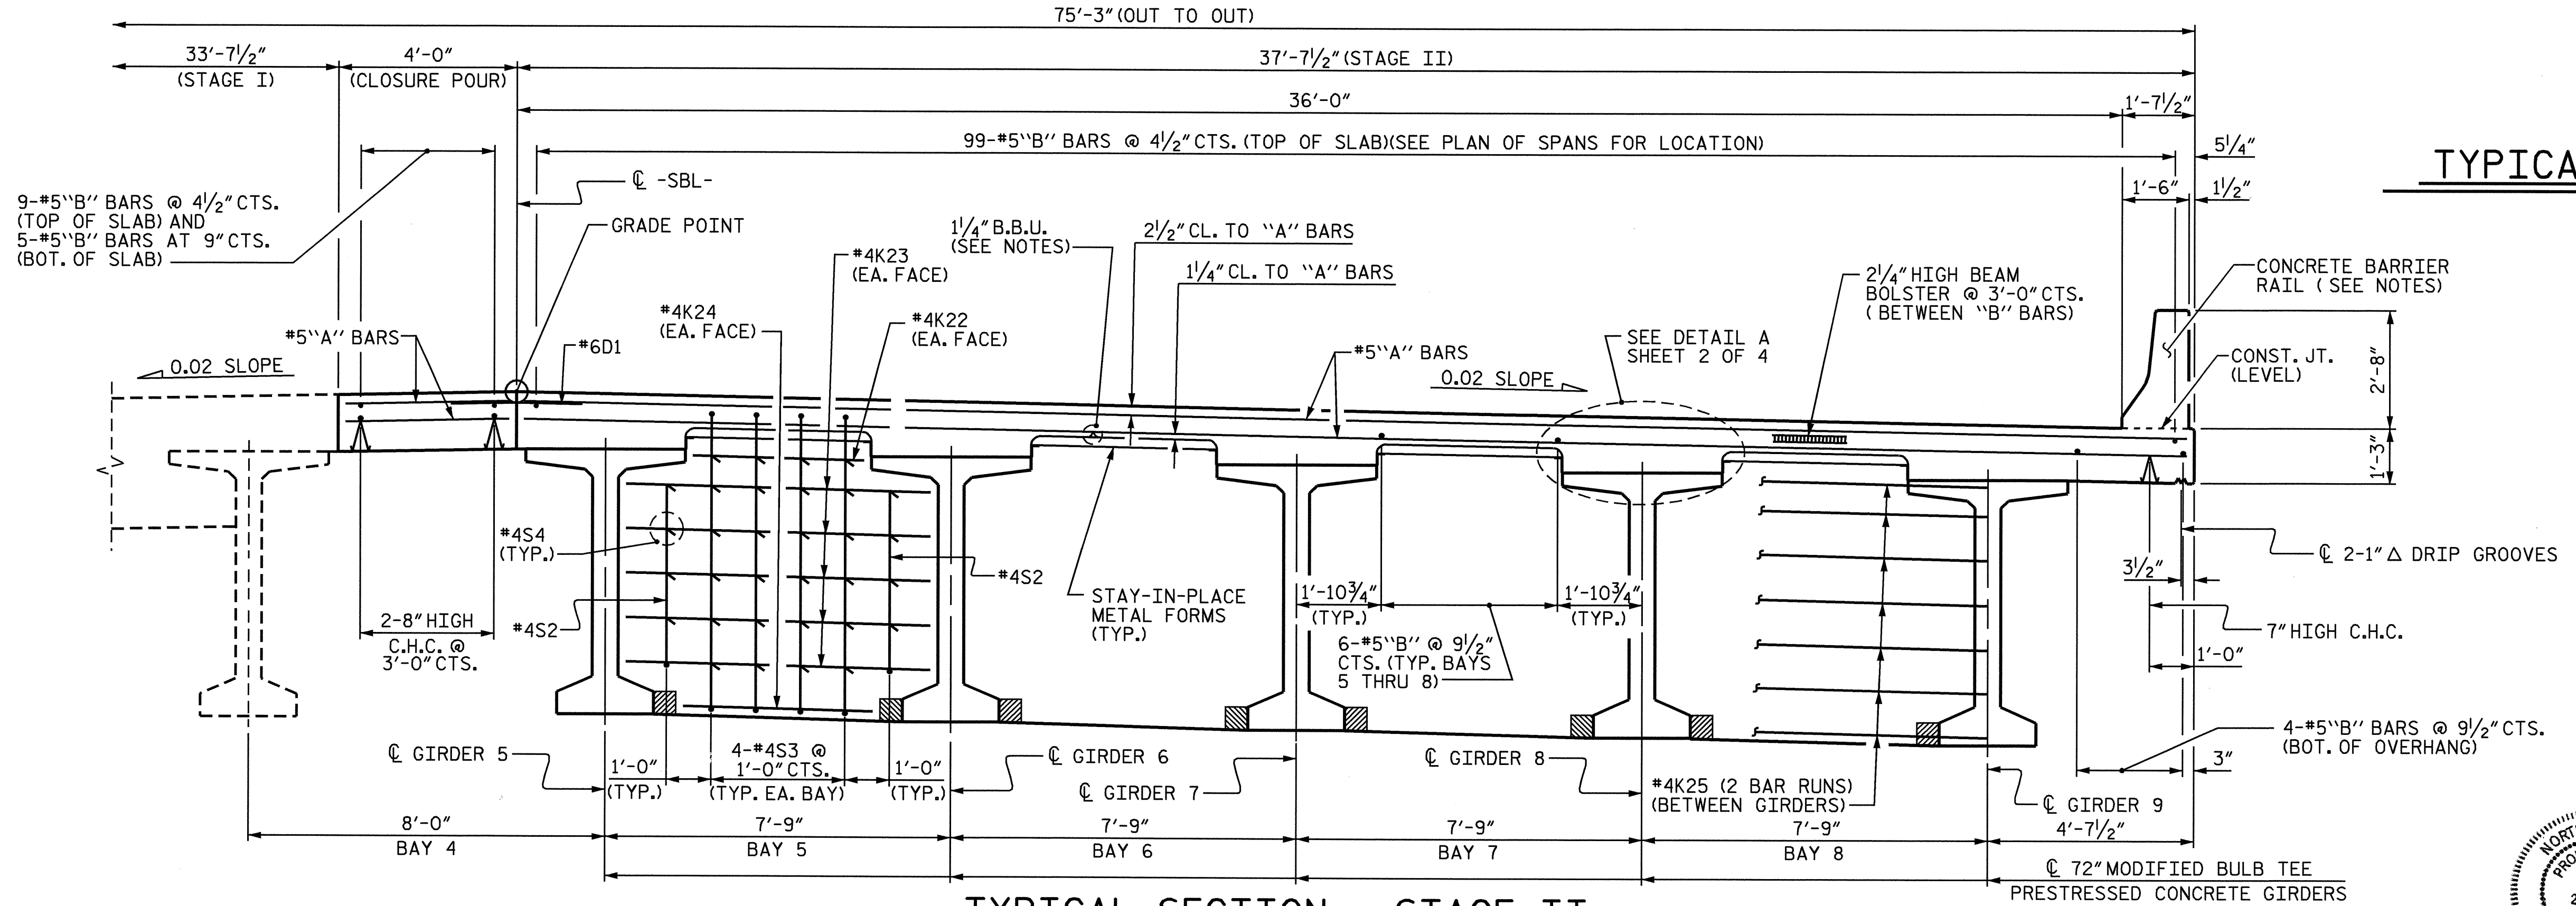 75'-3" (OUT TO OUT)
33'-7½"
(STAGE I)
4'-0"
(CLOSURE POUR)
37'-7½" (STAGE II)
36'-0"
1'-7½"
99-#5"B" BARS @ 4½" CTS. (TOP OF SLAB)(SEE PLAN OF SPANS FOR LOCATION)
5¼"
1'-6"
1½"
TYPICA
9-#5"B" BARS @ 4½" CTS.
(TOP OF SLAB) AND
5-#5"B" BARS AT 9" CTS.
(BOT. OF SLAB)
℄ -SBL-
GRADE POINT
#4K23
(EA. FACE)
1¼" B.B.U.
(SEE NOTES)
2½" CL. TO "A" BARS
1¼" CL. TO "A" BARS
2¼" HIGH BEAM
BOLSTER @ 3'-0" CTS.
( BETWEEN "B" BARS)
CONCRETE BARRIER
RAIL ( SEE NOTES)
#5"A" BARS
#6D1
#4K24
(EA. FACE)
#4K22
(EA. FACE)
#5"A" BARS
SEE DETAIL A
SHEET 2 OF 4
CONST. JT.
(LEVEL)
2'-8"
1'-3"
0.02 SLOPE
0.02 SLOPE
#4S4
(TYP.)
#4S2
#4S2
STAY-IN-PLACE
METAL FORMS
(TYP.)
1'-10¾"
(TYP.)
1'-10¾"
(TYP.)
6-#5"B" @ 9½"
CTS. (TYP. BAYS
5 THRU 8)
℄ 2-1" △ DRIP GROOVES
3½"
7" HIGH C.H.C.
1'-0"
2-8" HIGH
C.H.C. @
3'-0" CTS.
4-#5"B" BARS @ 9½" CTS.
(BOT. OF OVERHANG)
3"
℄ GIRDER 5
1'-0"
(TYP.)
4-#4S3 @
1'-0" CTS.
(TYP. EA. BAY)
1'-0"
(TYP.)
℄ GIRDER 6
℄ GIRDER 7
℄ GIRDER 8
#4K25 (2 BAR RUNS)
(BETWEEN GIRDERS)
℄ GIRDER 9
8'-0"
BAY 4
7'-9"
BAY 5
7'-9"
BAY 6
7'-9"
BAY 7
7'-9"
BAY 8
4'-7½"
℄ 72" MODIFIED BULB TEE
PRESTRESSED CONCRETE GIRDERS
TYPICAL SECTION - STAGE II